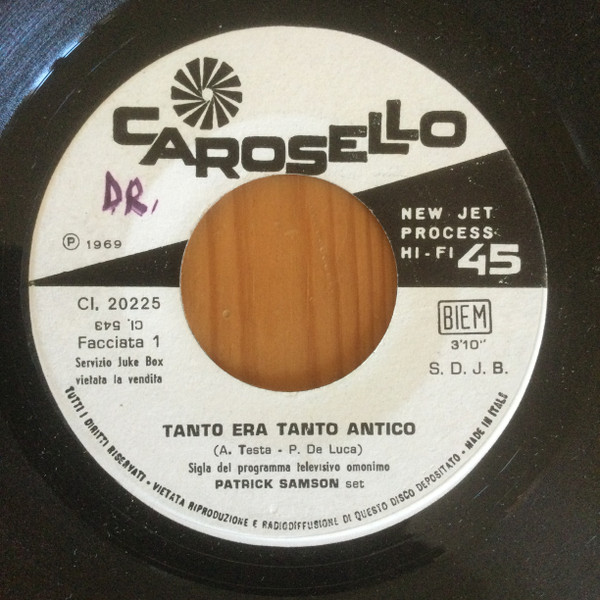 CAROSELLO
DR.
NEW JET
PROCESS
HI-FI 45
Ⓟ 1969
CI, 20225
CI. 543
Facciata 1
Servizio Juke Box
vietata la vendita
BIEM
3'10"
S. D. J. B.
TANTO ERA TANTO ANTICO
(A. Testa - P. De Luca)
Sigla del programma televisivo omonimo
PATRICK SAMSON set
TUTTI I DIRITTI RISERVATI - VIETATA RIPRODUZIONE E RADIODIFFUSIONE DI QUESTO DISCO DEPOSITATO - MADE IN ITALY